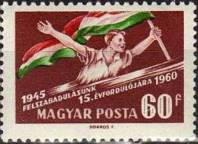 1945 1960
FELSZABADULÁSUNK 15. ÉVFORDULÓJÁRA
MAGYAR POSTA 60f